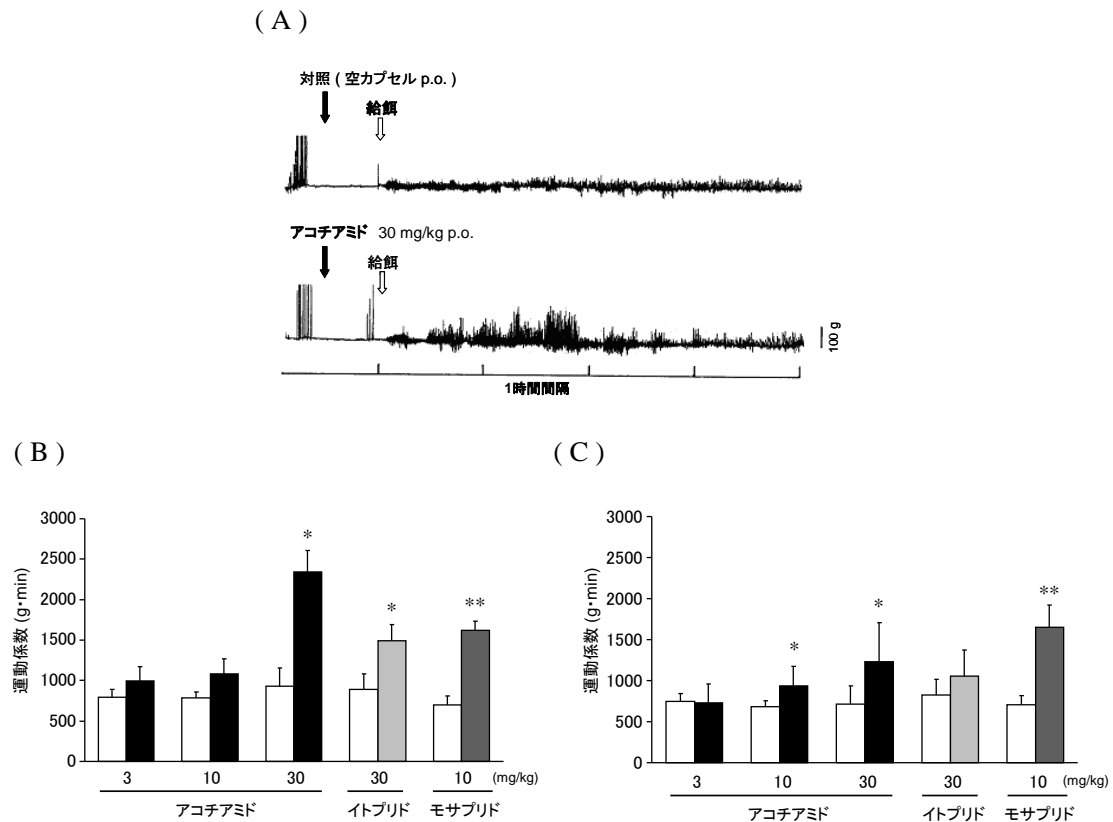 ( A )
対照 ( 空カプセル p.o. )
給餌
アコチアミド 30 mg/kg p.o.
給餌
100 g
1時間間隔
( B )
運動係数 (g・min)
3000
2500
2000
1500
1000
500
0
*
*
**
3 10 30 30 10 (mg/kg)
アコチアミド イトプリド モサプリド
( C )
運動係数 (g・min)
3000
2500
2000
1500
1000
500
0
*
*
**
3 10 30 30 10 (mg/kg)
アコチアミド イトプリド モサプリド